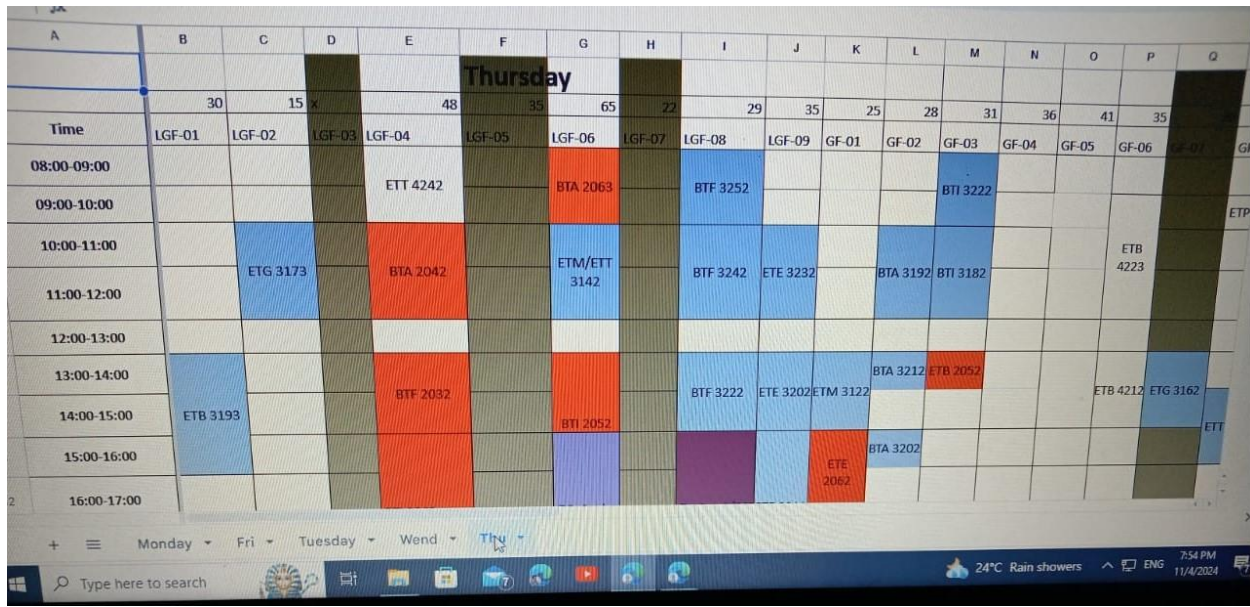 A B C D E F G H I J K L M N O P Q
Thursday
30 15 x 48 35 65 22 29 35 25 28 31 36 41 35
Time LGF-01 LGF-02 LGF-03 LGF-04 LGF-05 LGF-06 LGF-07 LGF-08 LGF-09 GF-01 GF-02 GF-03 GF-04 GF-05 GF-06 GF-07
08:00-09:00
ETT 4242 BTA 2063 BTF 3252 BTI 3222
09:00-10:00
ETP
10:00-11:00
ETB
4223
ETG 3173 BTA 2042 ETM/ETT
3142
BTF 3242 ETE 3232 BTA 3192 BTI 3182
11:00-12:00
12:00-13:00
13:00-14:00
BTA 3212 ETB 2052
BTF 2032 BTF 3222 ETE 3202 ETM 3122 ETB 4212 ETG 3162
14:00-15:00
ETB 3193 BTI 2052 ETT
15:00-16:00
BTA 3202
ETE
2062
16:00-17:00
Monday Fri Tuesday Wend Thu
Type here to search
24°C Rain showers ENG
7:54 PM
11/4/2024